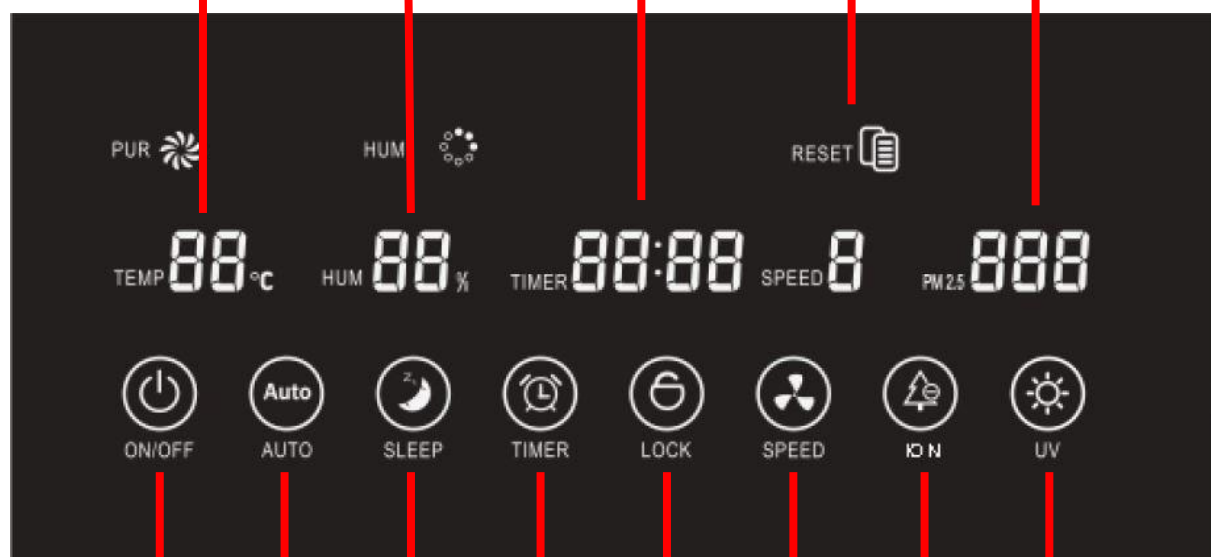 PUR HUM RESET
TEMP 88 °C HUM 88 % TIMER 88:88 SPEED 8 PM 2.5 888
Auto Z
ON/OFF AUTO SLEEP TIMER LOCK SPEED ION UV